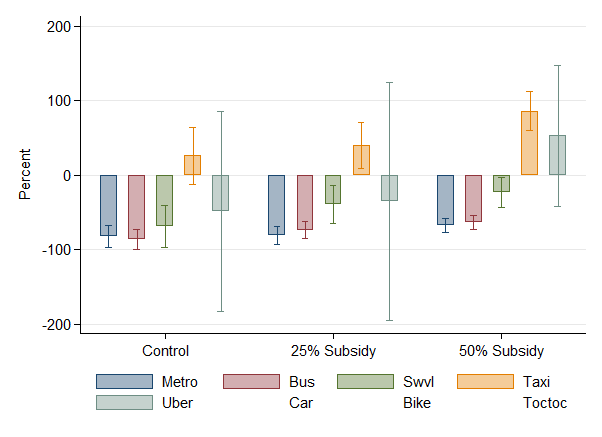 200
100
0
-100
-200
Percent
Control 25% Subsidy 50% Subsidy
Metro Bus Swvl Taxi
Uber Car Bike Toctoc